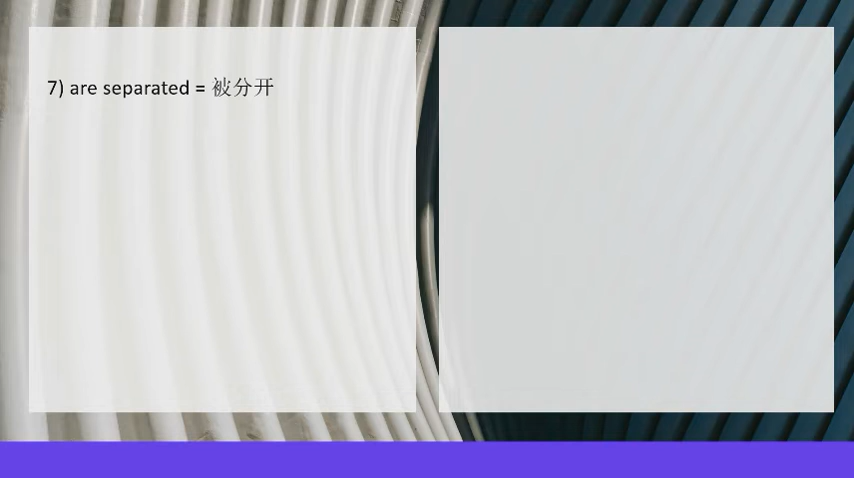 7) are separated = 被分开